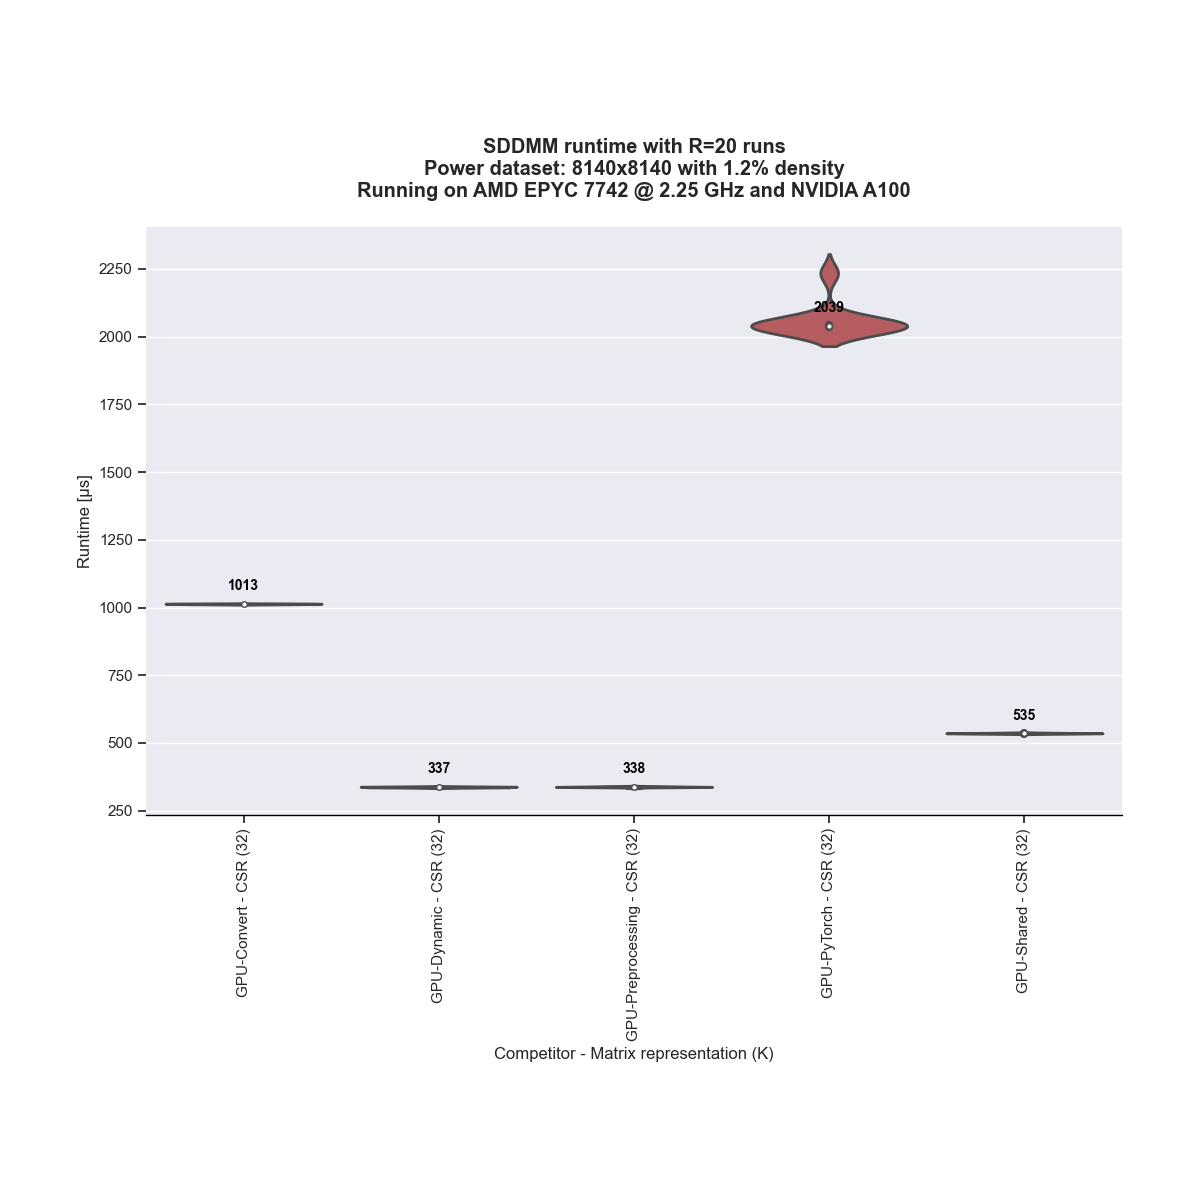 SDDMM runtime with R=20 runs
Power dataset: 8140x8140 with 1.2% density
Running on AMD EPYC 7742 @ 2.25 GHz and NVIDIA A100
Runtime [µs]
2250
2000
1750
1500
1250
1000
750
500
250
1013
337
338
2039
535
GPU-Convert - CSR (32)
GPU-Dynamic - CSR (32)
GPU-Preprocessing - CSR (32)
GPU-PyTorch - CSR (32)
GPU-Shared - CSR (32)
Competitor - Matrix representation (K)